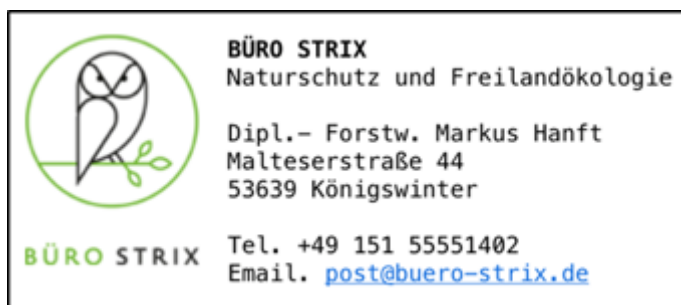 BÜRO STRIX
Naturschutz und Freilandökologie
Dipl.– Forstw. Markus Hanft
Malteserstraße 44
53639 Königswinter
Tel. +49 151 55551402
Email. post@buero-strix.de
BÜRO STRIX